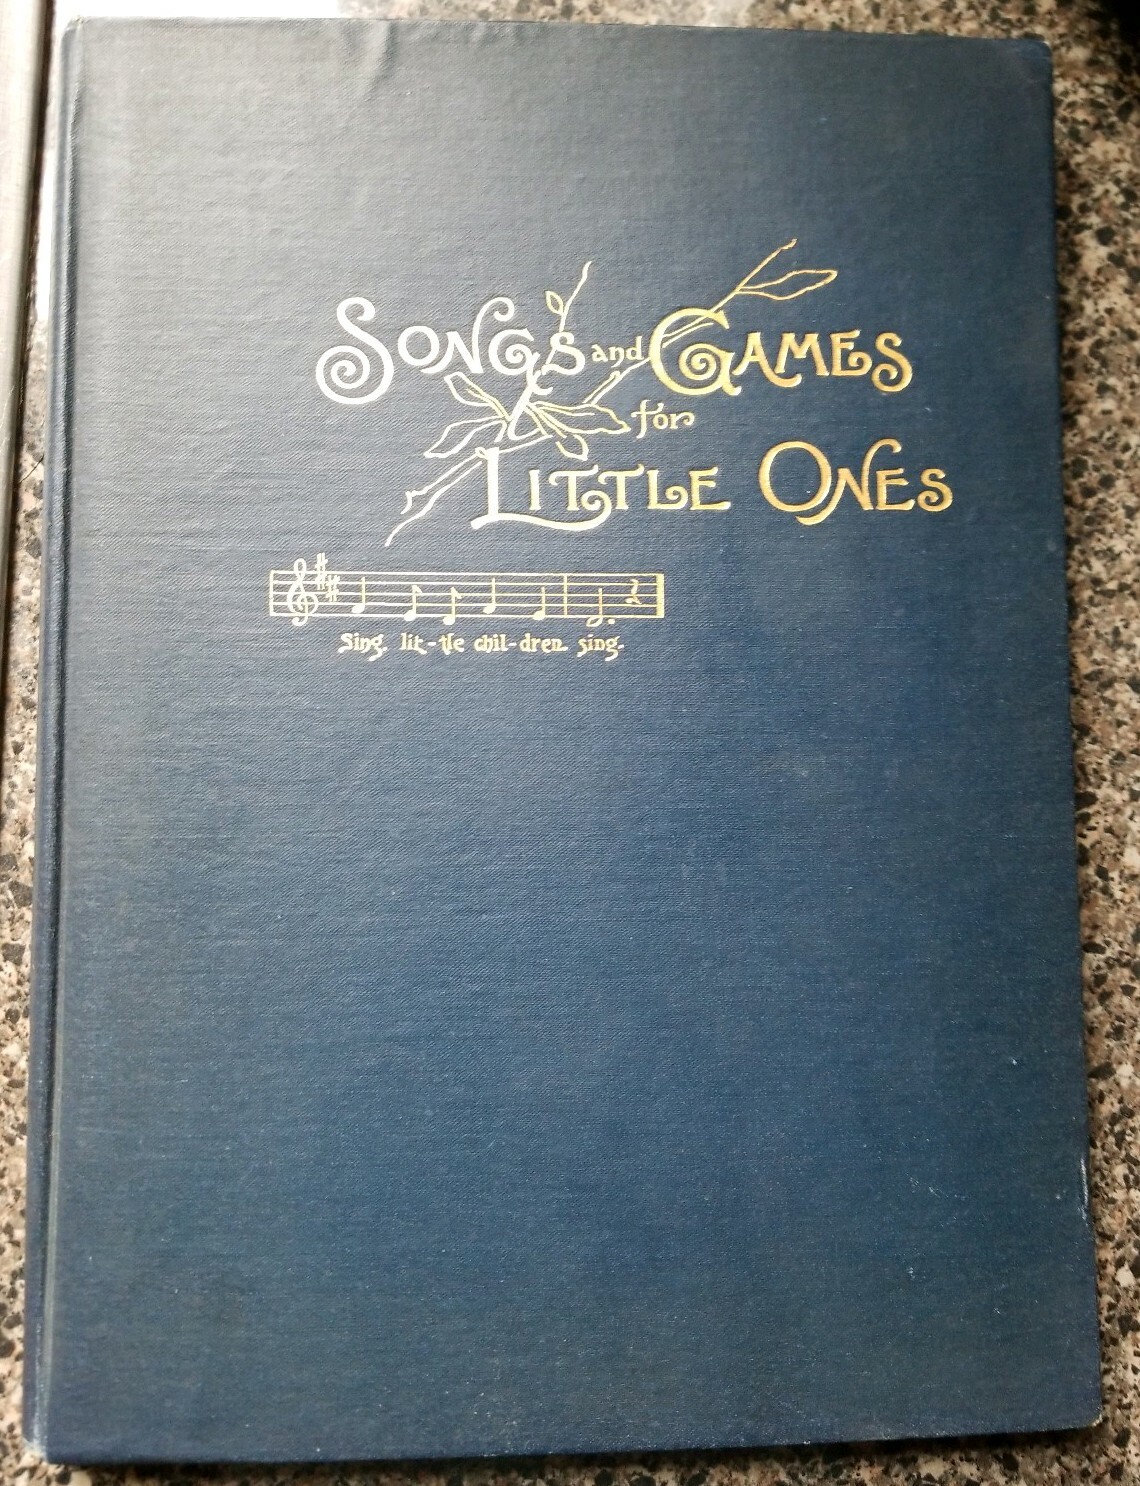 SONGS and GAMES
for
LITTLE ONES
Sing lit-tle chil-dren sing.